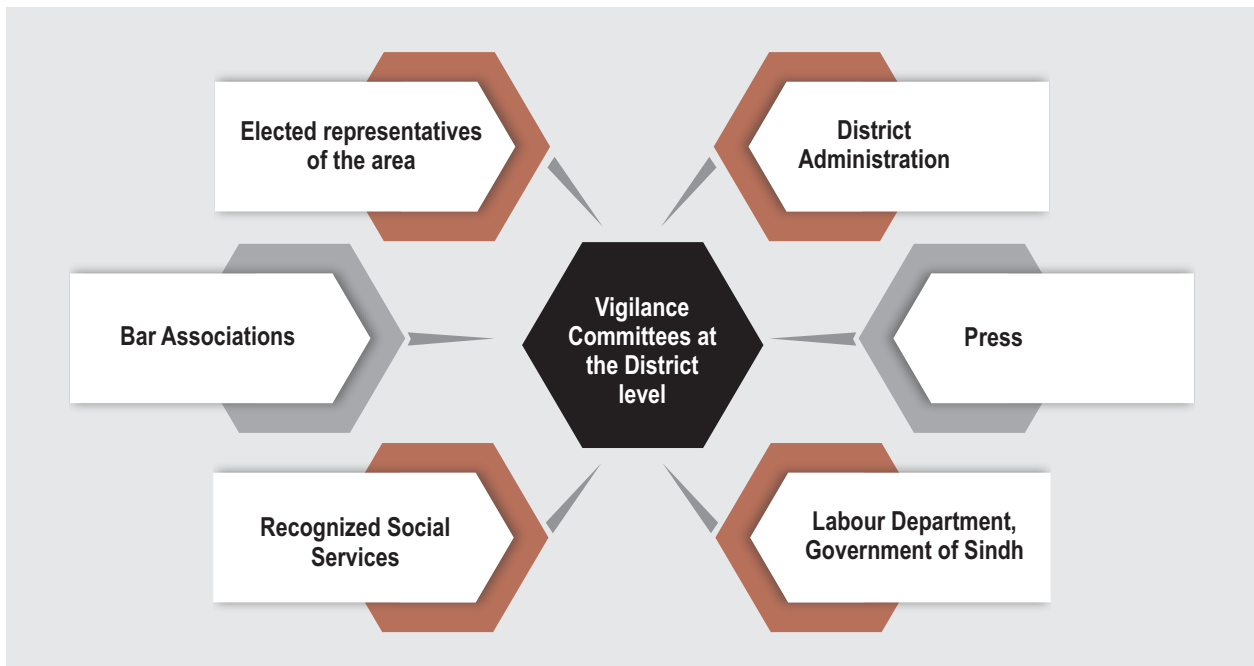 Elected representatives
of the area
District
Administration
Bar Associations
Vigilance
Committees at
the District
level
Press
Recognized Social
Services
Labour Department,
Government of Sindh